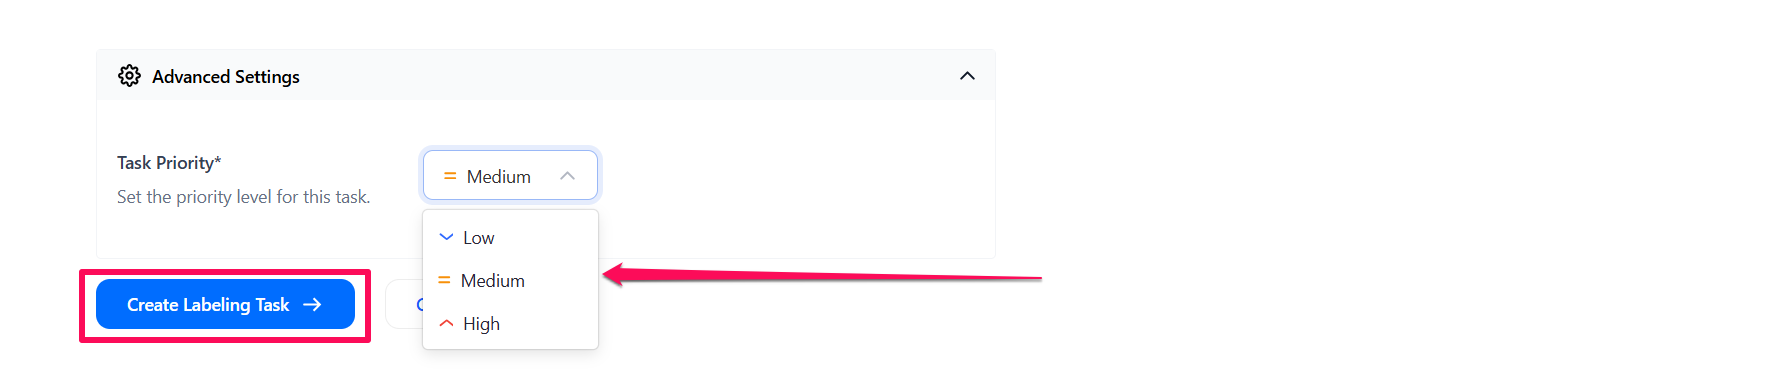 Advanced Settings
Task Priority*
Set the priority level for this task.
Medium
Low
Medium
High
Create Labeling Task